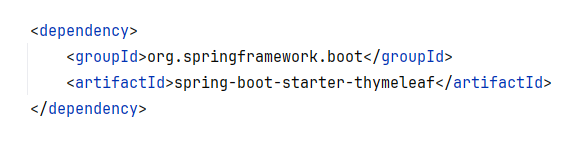 <dependency>
    <groupId>org.springframework.boot</groupId>
    <artifactId>spring-boot-starter-thymeleaf</artifactId>
</dependency>